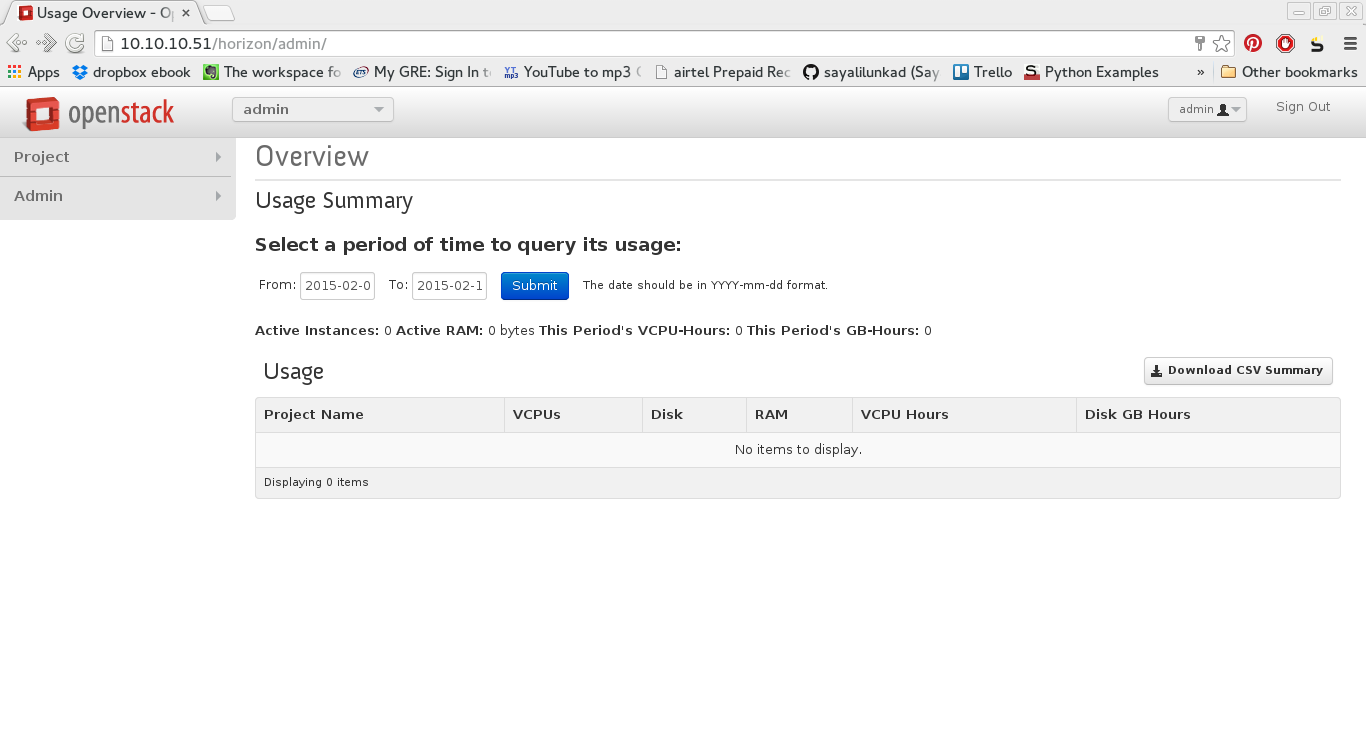 Usage Overview - O
10.10.10.51/horizon/admin/
Apps dropbox ebook The workspace fo My GRE: Sign In t YouTube to mp3 airtel Prepaid Rec sayalilunkad (Say Trello Python Examples » Other bookmarks
openstack admin admin Sign Out
Project
Admin
Overview
Usage Summary
Select a period of time to query its usage:
From: 2015-02-0 To: 2015-02-1 Submit The date should be in YYYY-mm-dd format.
Active Instances: 0 Active RAM: 0 bytes This Period's VCPU-Hours: 0 This Period's GB-Hours: 0
Usage Download CSV Summary
Project Name VCPUs Disk RAM VCPU Hours Disk GB Hours
No items to display.
Displaying 0 items